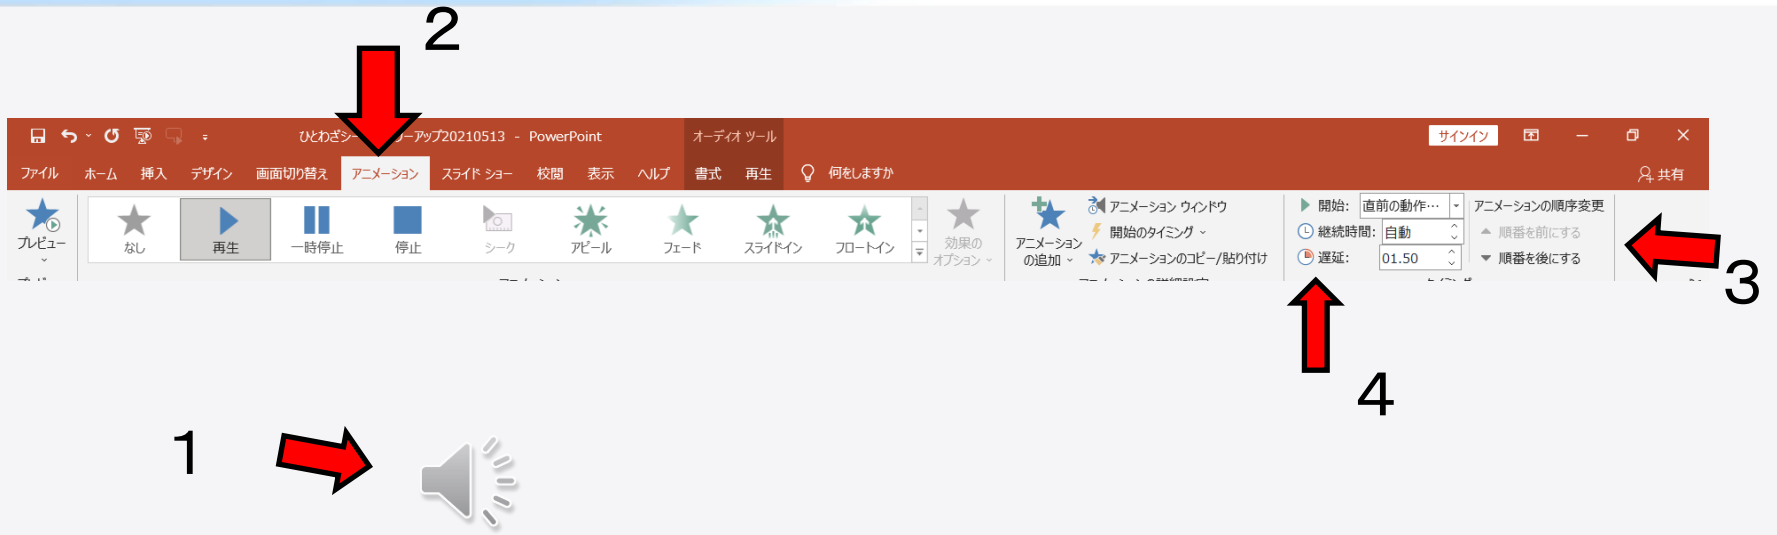 2
ひとわざシー
ーアップ20210513 - PowerPoint
オーディオ ツール
サインイン
ファイル ホーム 挿入 デザイン 画面切り替え アニメーション スライド ショー 校閲 表示 ヘルプ 書式 再生 何をしますか 共有
プレビュー
なし 再生 一時停止 停止 シーク アピール フェード スライドイン フロートイン
効果の
オプション
アニメーション
の追加
アニメーション ウィンドウ
開始のタイミング
アニメーションのコピー/貼り付け
開始: 直前の動作…
継続時間: 自動
遅延: 01.50
アニメーションの順序変更
順番を前にする
順番を後にする
3
4
1